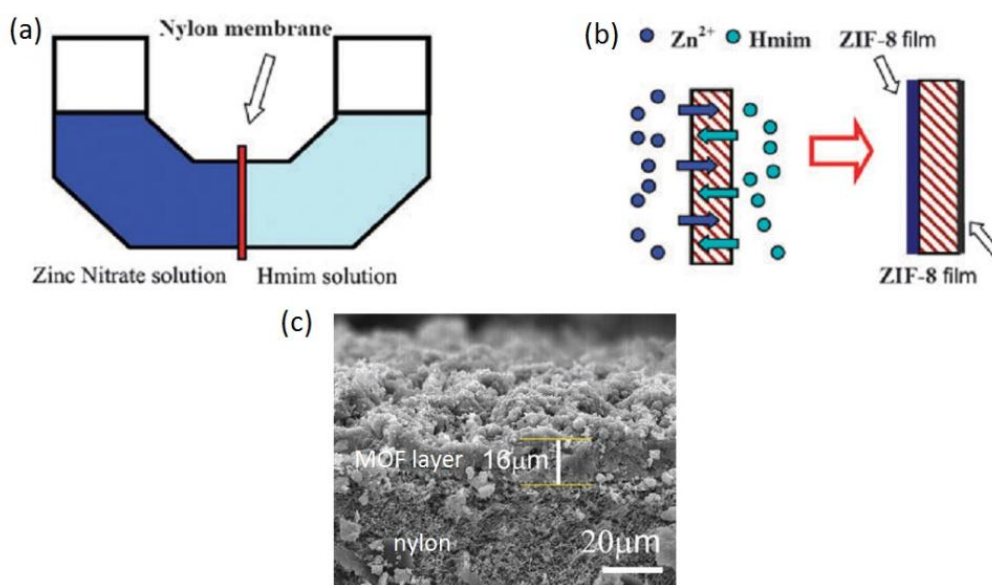 (a)
Nylon membrane
Zinc Nitrate solution
Hmim solution
(b)
Zn²⁺
Hmim
ZIF-8 film
ZIF-8 film
(c)
MOF layer
16μm
nylon
20μm